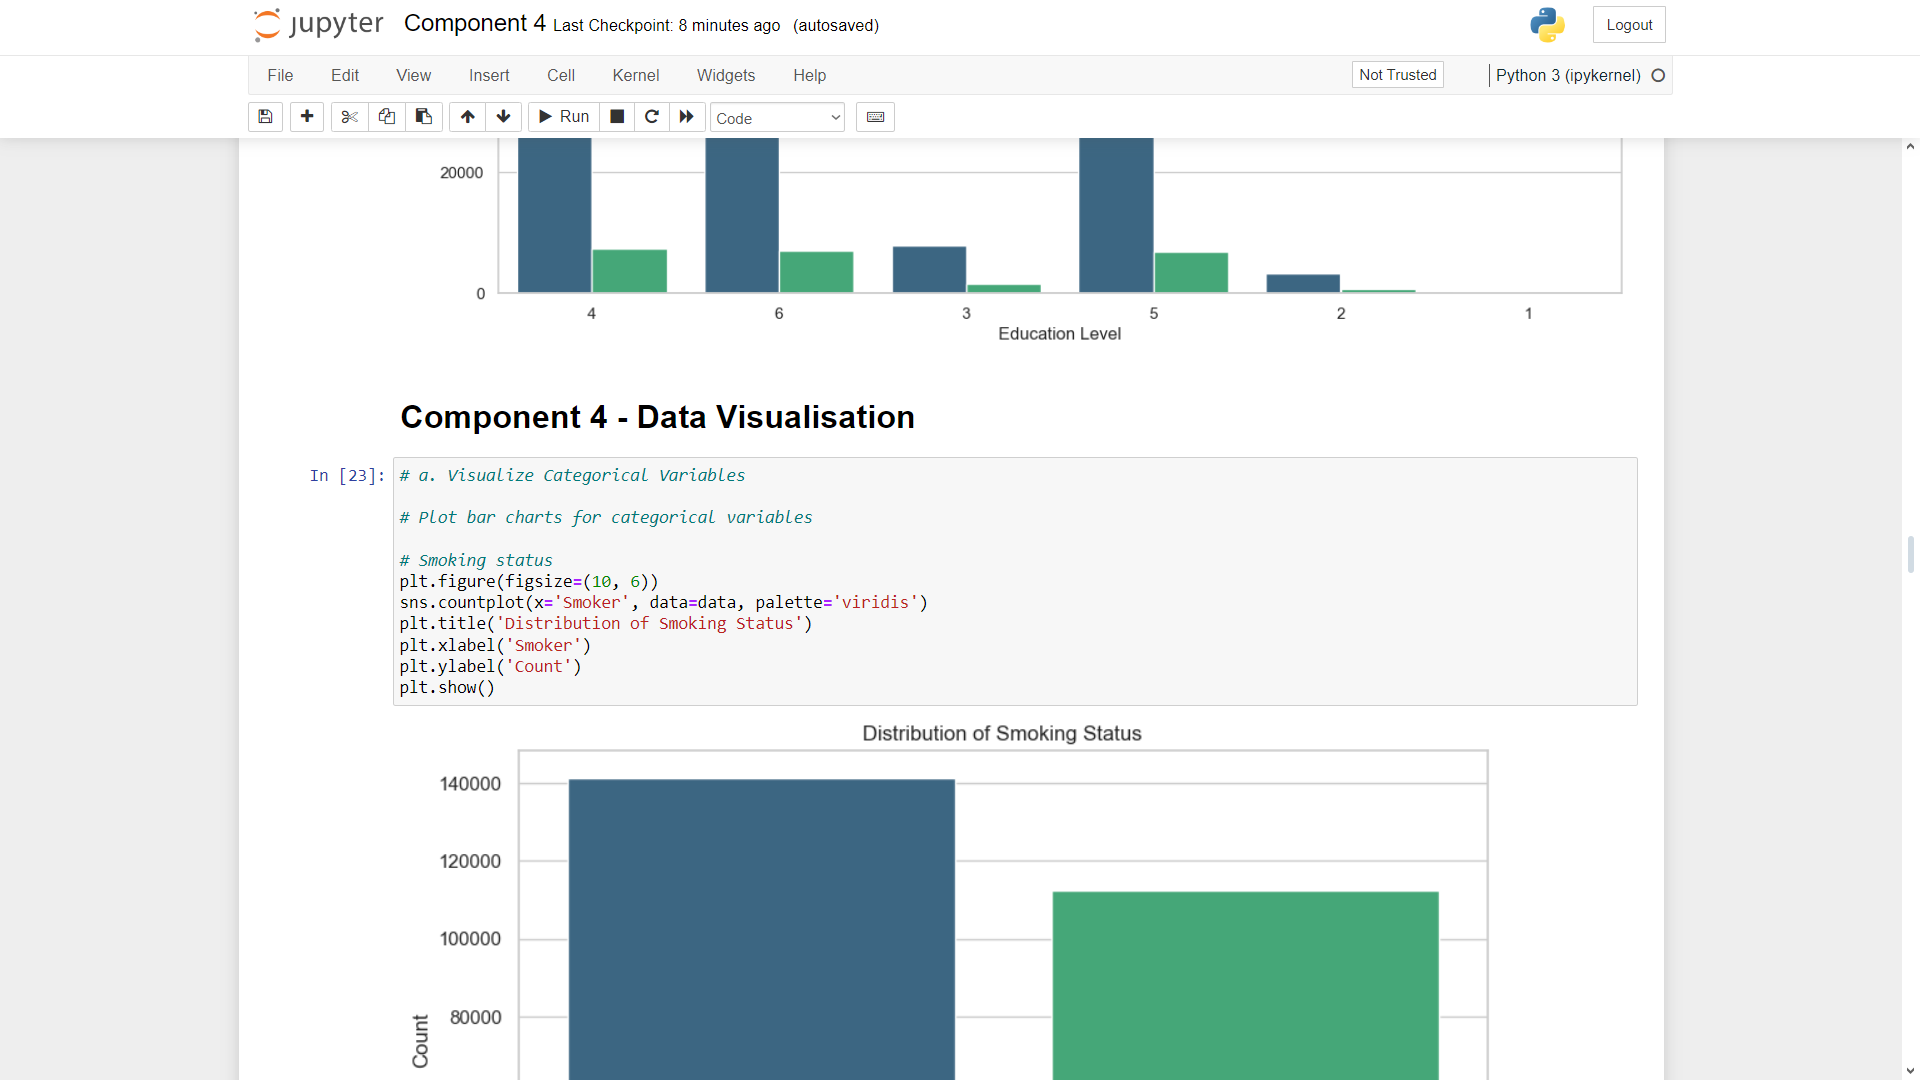 jupyter Component 4 Last Checkpoint: 8 minutes ago (autosaved)
Logout
File Edit View Insert Cell Kernel Widgets Help
Not Trusted
Python 3 (ipykernel)
Run
Code
20000
0
4 6 3 5 2 1
Education Level
Component 4 - Data Visualisation
In [23]:
# a. Visualize Categorical Variables
# Plot bar charts for categorical variables
# Smoking status
plt.figure(figsize=(10, 6))
sns.countplot(x='Smoker', data=data, palette='viridis')
plt.title('Distribution of Smoking Status')
plt.xlabel('Smoker')
plt.ylabel('Count')
plt.show()
Distribution of Smoking Status
140000
120000
100000
80000
Count